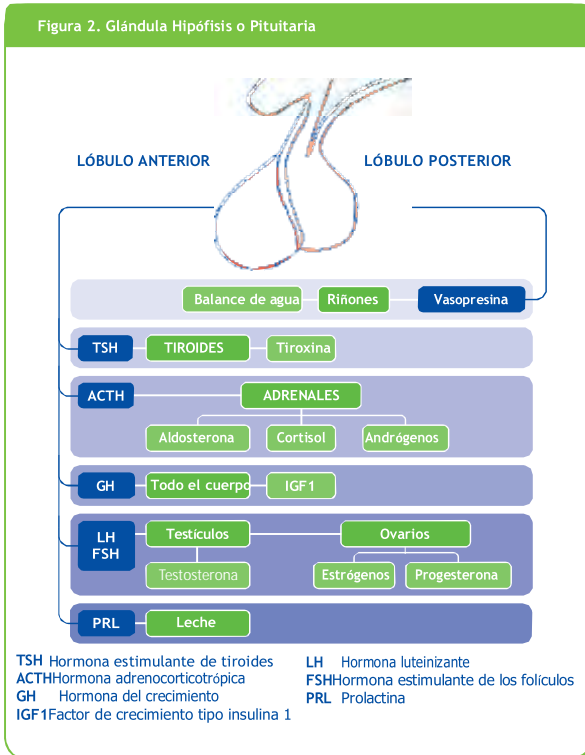 Figura 2. Glándula Hipófisis o Pituitaria
LÓBULO ANTERIOR
LÓBULO POSTERIOR
Balance de agua
Riñones
Vasopresina
TSH
TIROIDES
Tiroxina
ACTH
ADRENALES
Aldosterona
Cortisol
Andrógenos
GH
Todo el cuerpo
IGF1
LH
FSH
Testículos
Ovarios
Testosterona
Estrógenos
Progesterona
PRL
Leche
TSH Hormona estimulante de tiroides
ACTHHormona adrenocorticotrópica
GH Hormona del crecimiento
IGF1Factor de crecimiento tipo insulina 1
LH Hormona luteinizante
FSHHormona estimulante de los folículos
PRL Prolactina